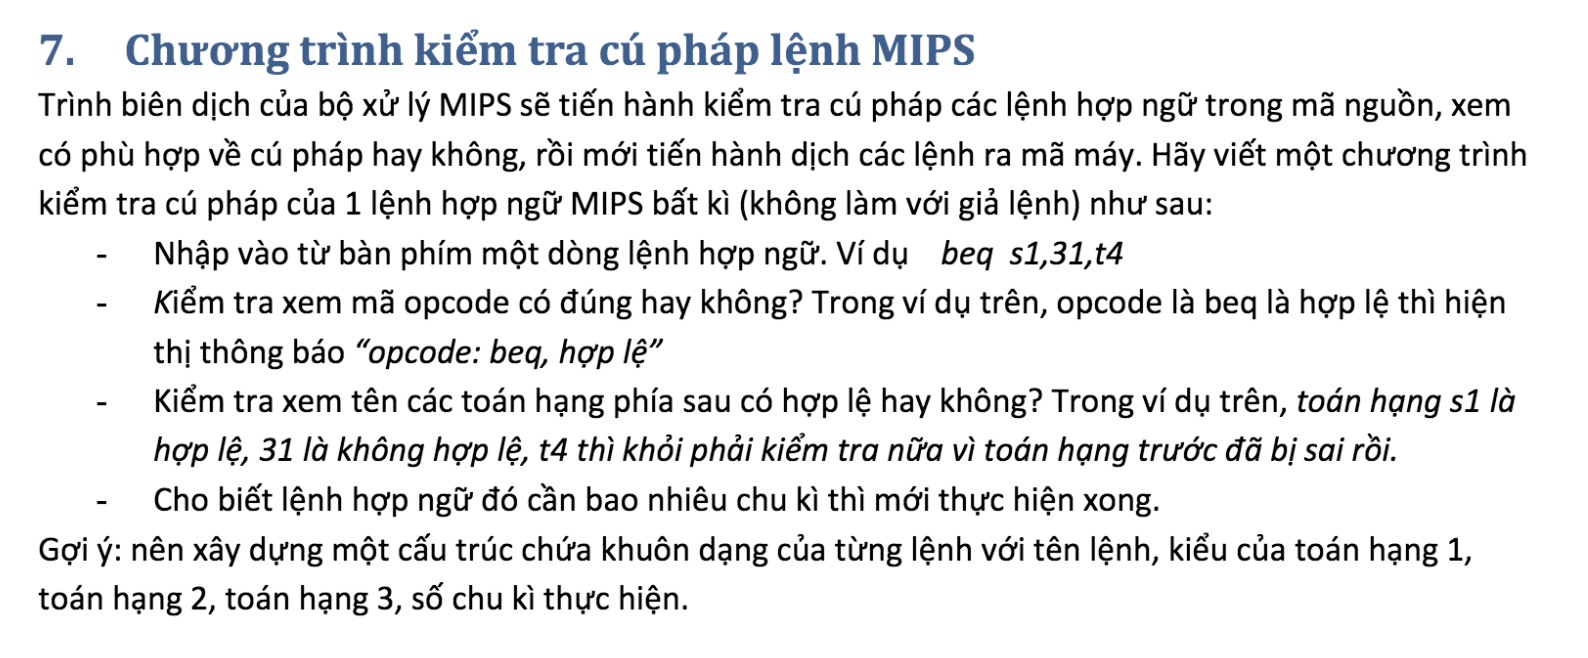 7. Chương trình kiểm tra cú pháp lệnh MIPS
Trình biên dịch của bộ xử lý MIPS sẽ tiến hành kiểm tra cú pháp các lệnh hợp ngữ trong mã nguồn, xem
có phù hợp về cú pháp hay không, rồi mới tiến hành dịch các lệnh ra mã máy. Hãy viết một chương trình
kiểm tra cú pháp của 1 lệnh hợp ngữ MIPS bất kì (không làm với giả lệnh) như sau:
- Nhập vào từ bàn phím một dòng lệnh hợp ngữ. Ví dụ beq s1,31,t4
- Kiểm tra xem mã opcode có đúng hay không? Trong ví dụ trên, opcode là beq là hợp lệ thì hiện
thị thông báo “opcode: beq, hợp lệ”
- Kiểm tra xem tên các toán hạng phía sau có hợp lệ hay không? Trong ví dụ trên, toán hạng s1 là
hợp lệ, 31 là không hợp lệ, t4 thì khỏi phải kiểm tra nữa vì toán hạng trước đã bị sai rồi.
- Cho biết lệnh hợp ngữ đó cần bao nhiêu chu kì thì mới thực hiện xong.
Gợi ý: nên xây dựng một cấu trúc chứa khuôn dạng của từng lệnh với tên lệnh, kiểu của toán hạng 1,
toán hạng 2, toán hạng 3, số chu kì thực hiện.